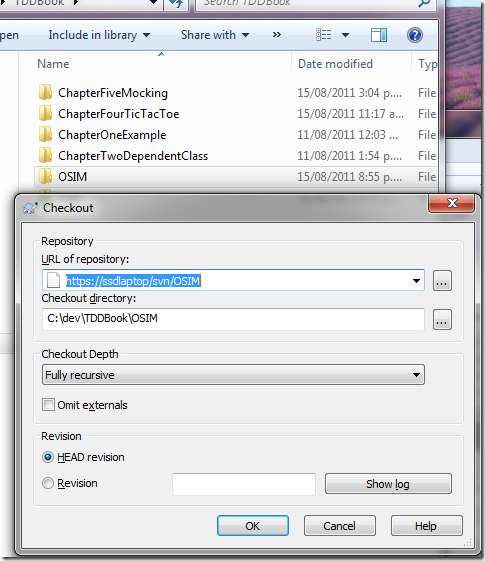 TDDBook
Search TDDBook
pen Include in library Share with »
Name Date modified Typ
ChapterFiveMocking 15/08/2011 3:04 p.... File
ChapterFourTicTacToe 15/08/2011 11:17 a... File
ChapterOneExample 11/08/2011 12:03 ... File
ChapterTwoDependentClass 11/08/2011 1:54 p.... File
OSIM 15/08/2011 8:55 p.... File
Checkout
Repository
URL of repository:
https://ssdlaptop/svn/OSIM
...
Checkout directory:
C:\dev\TDDBook\OSIM
...
Checkout Depth
Fully recursive
Omit externals
Revision
HEAD revision
Revision Show log
OK Cancel Help